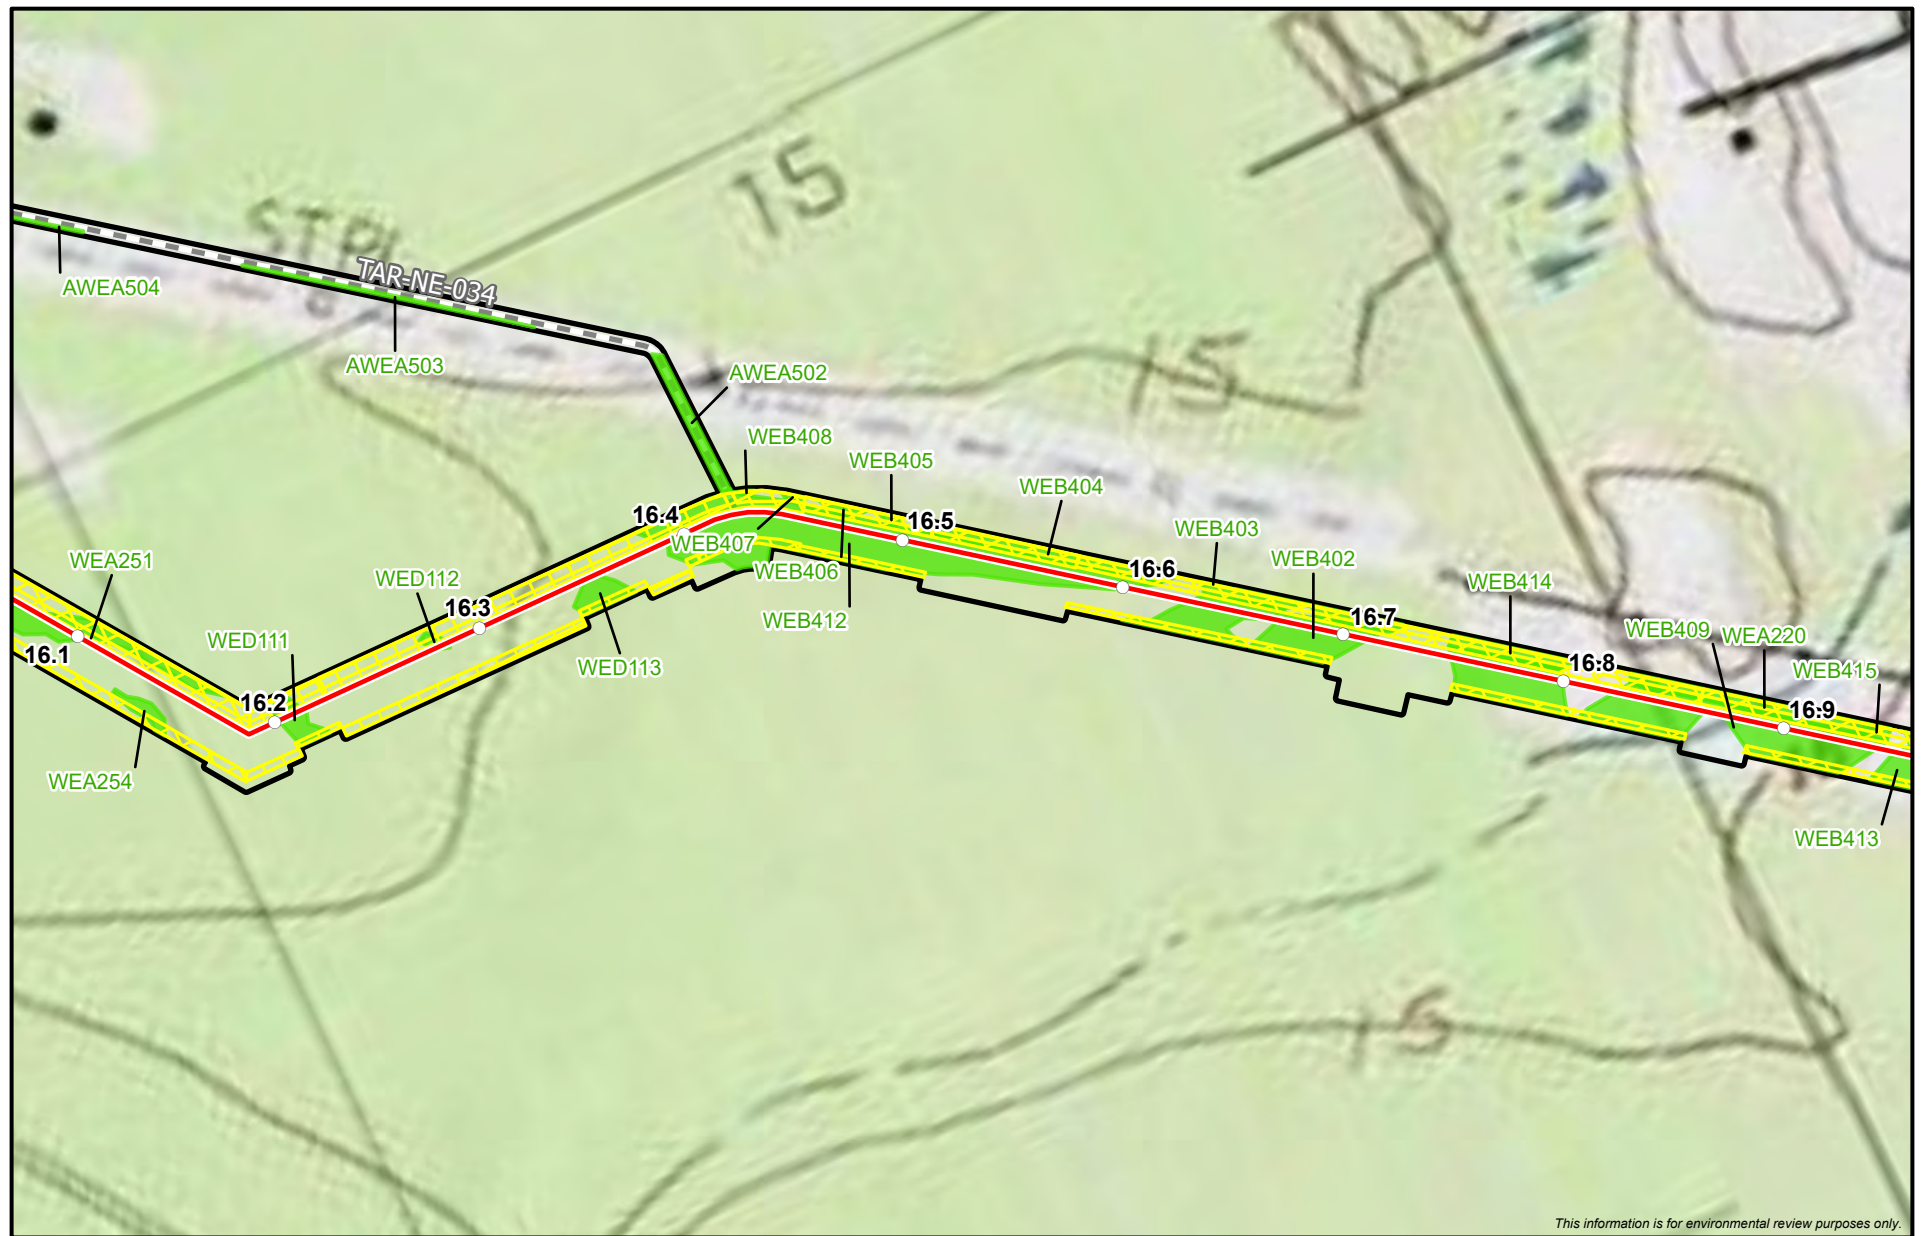 15
ST PL
TAR-NE-034
AWEA504
AWEA503
15
AWEA502
WEB408
WEB405
WEB404
16.4
16.5
WEB403
WEB407
WEB402
WEA251
WEB406
16.6
WED112
WEB414
16.3
WEB412
16.7
WEB409
WEA220
WED111
16.1
WED113
16.8
WEB415
16.2
16.9
WEA254
WEB413
15
This information is for environmental review purposes only.